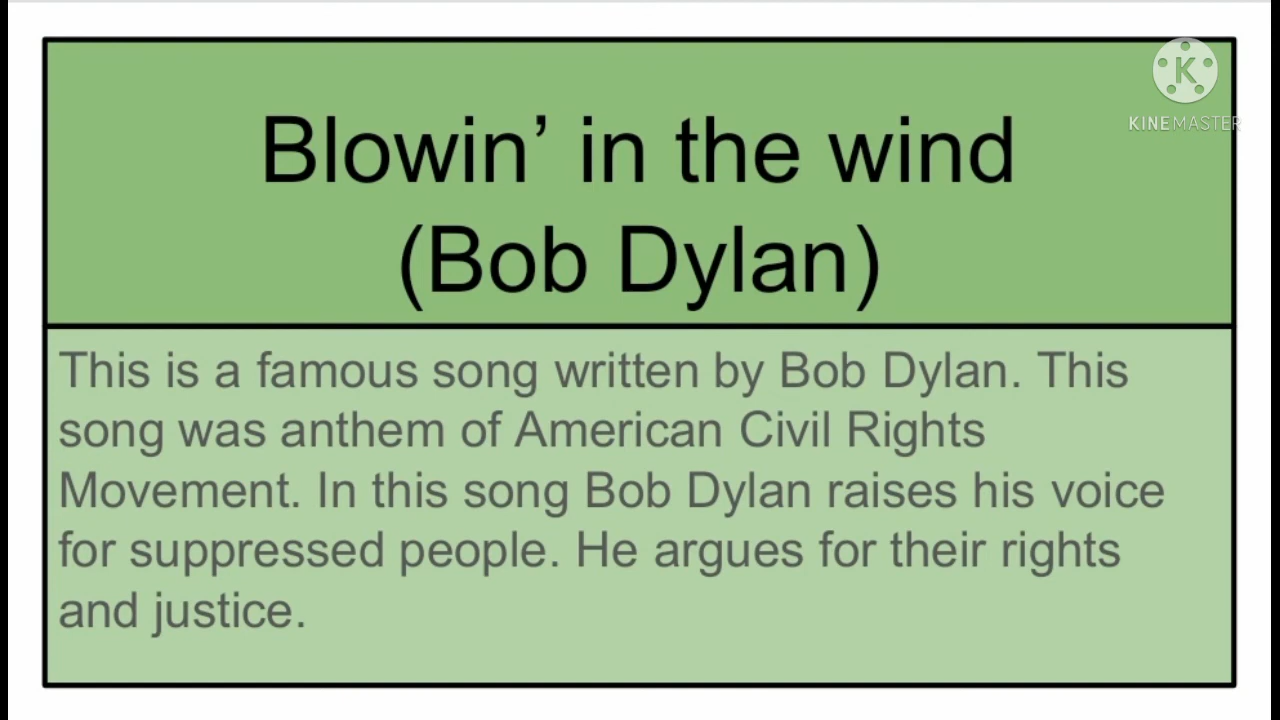 Blowin’ in the wind
(Bob Dylan)
This is a famous song written by Bob Dylan. This
song was anthem of American Civil Rights
Movement. In this song Bob Dylan raises his voice
for suppressed people. He argues for their rights
and justice.
K
KINEMASTER